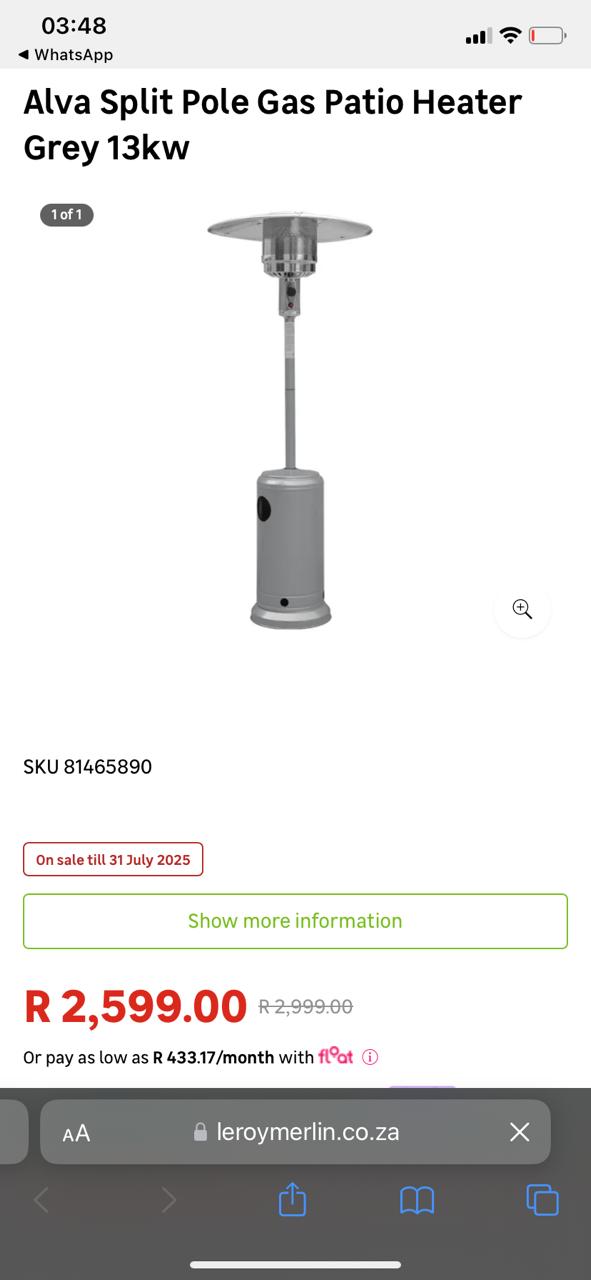 03:48
◀ WhatsApp
Alva Split Pole Gas Patio Heater
Grey 13kw
1 of 1
SKU 81465890
On sale till 31 July 2025
Show more information
R 2,599.00 R 2,999.00
Or pay as low as R 433.17/month with float ⓘ
AA leroymerlin.co.za